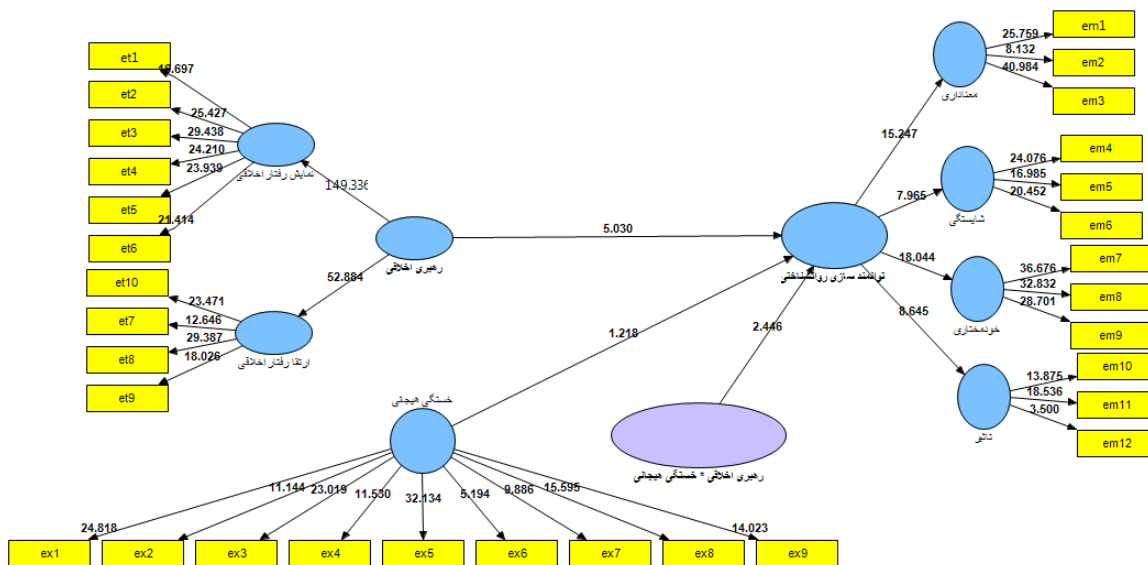 et1
et2
25.427
et3
29.438
et4
24.210
et5
23.939
et6
21.414
نمایش رفتار اخلاقی
149.336
رهبری اخلاقی
52.884
et10
23.471
et7
12.646
et8
29.387
et9
18.026
ارتقا رفتار اخلاقی
5.030
توانمند سازی روانشناختی
1.218
2.446
رهبری اخلاقی * خستگی هیجانی
خستگی هیجانی
24.818
11.144
23.019
11.530
32.134
5.194
9.886
15.595
14.023
ex1
ex2
ex3
ex4
ex5
ex6
ex7
ex8
ex9
15.247
معناداری
25.759
em1
8.132
em2
40.984
em3
7.965
شایستگی
24.076
em4
16.985
em5
20.452
em6
18.044
خودمختاری
36.676
em7
32.832
em8
28.701
em9
8.645
تاثیر
13.875
em10
18.536
em11
3.500
em12